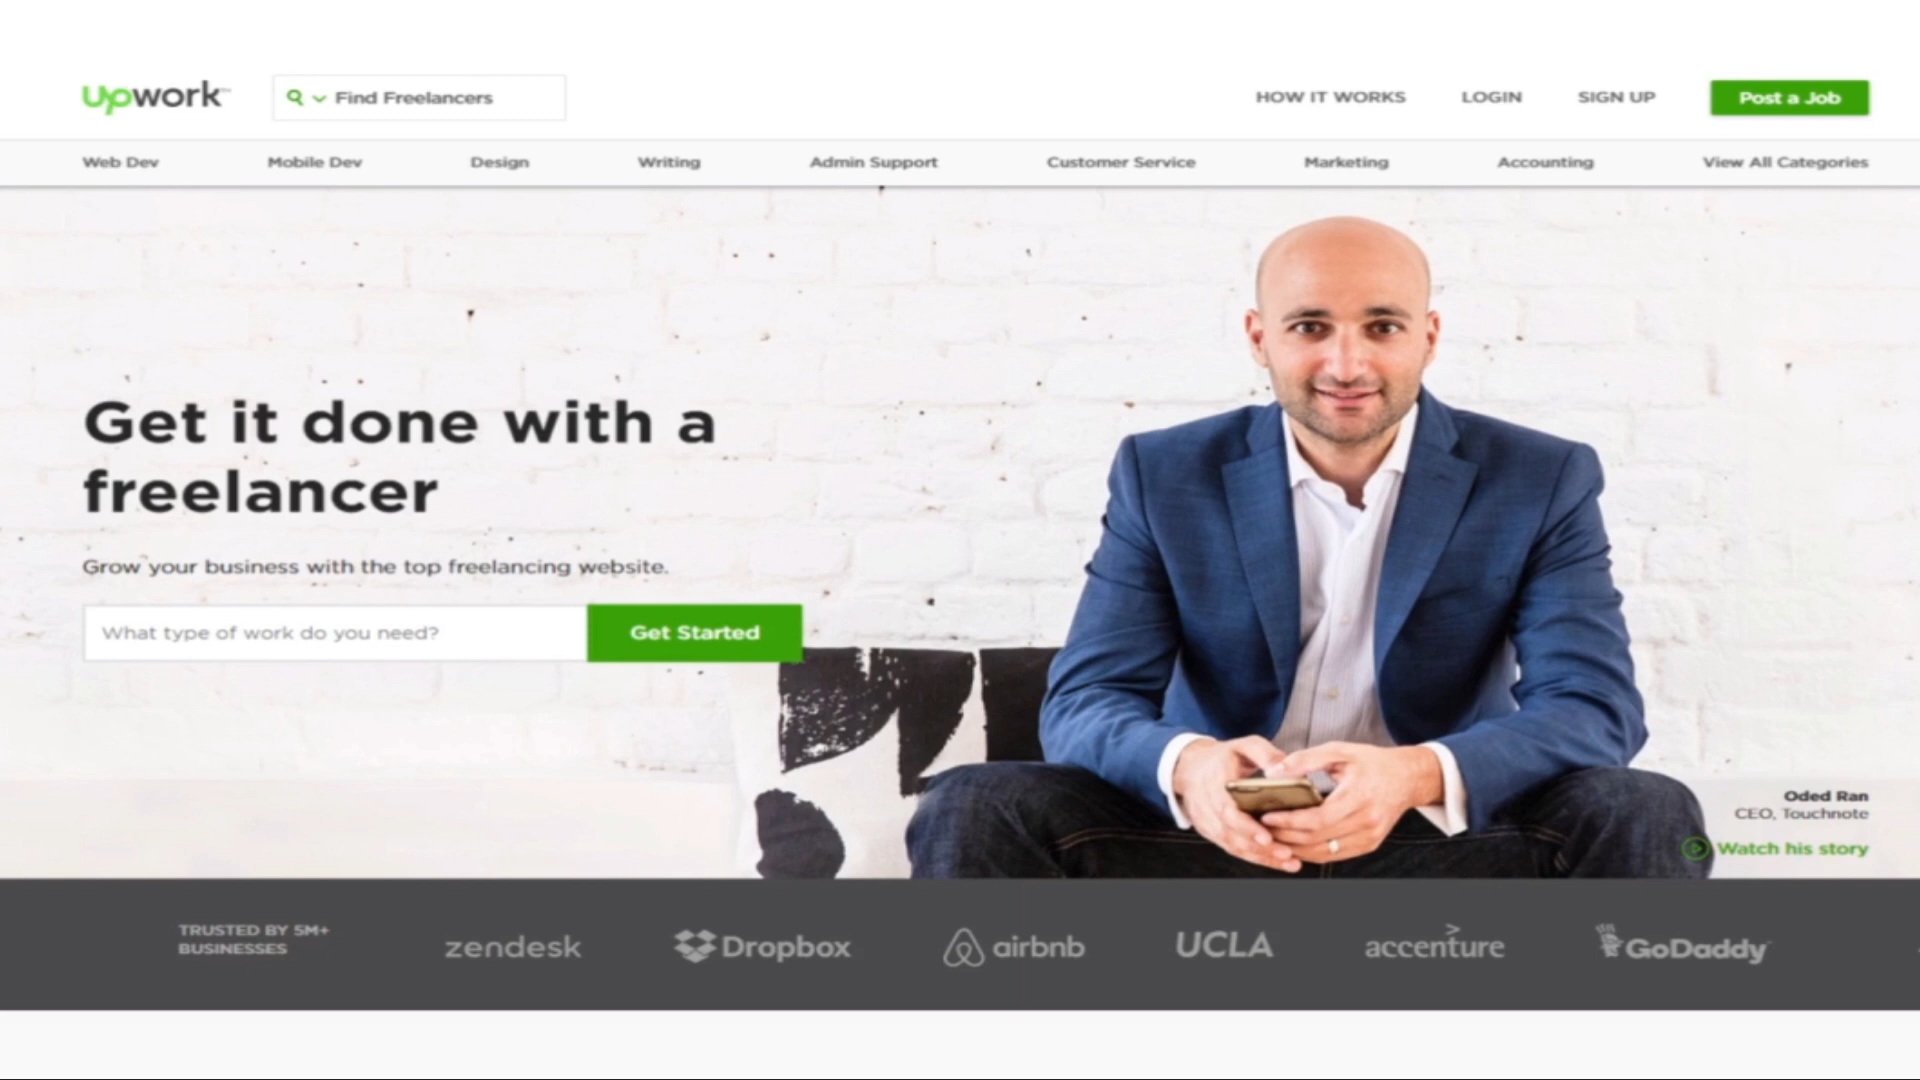 upwork
Find Freelancers
HOW IT WORKS
LOGIN
SIGN UP
Post a Job
Web Dev
Mobile Dev
Design
Writing
Admin Support
Customer Service
Marketing
Accounting
View All Categories
Get it done with a
freelancer
Grow your business with the top freelancing website.
What type of work do you need?
Get Started
Oded Ran
CEO, Touchnote
Watch his story
TRUSTED BY 5M+
BUSINESSES
zendesk
Dropbox
airbnb
UCLA
accenture
GoDaddy